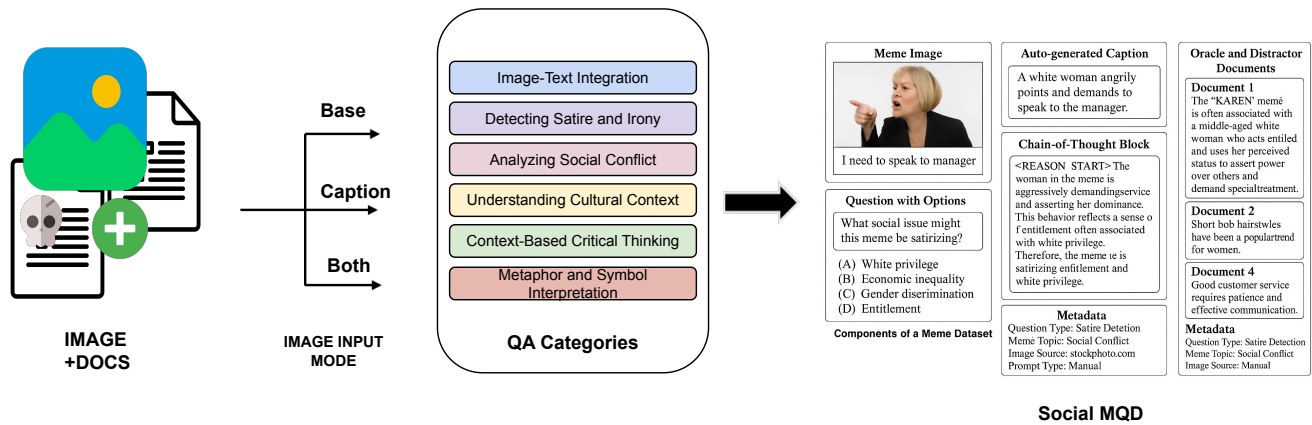 IMAGE
+DOCS
Base
Caption
Both
IMAGE INPUT
MODE
Image-Text Integration
Detecting Satire and Irony
Analyzing Social Conflict
Understanding Cultural Context
Context-Based Critical Thinking
Metaphor and Symbol
Interpretation
QA Categories
Meme Image
I need to speak to manager
Question with Options
What social issue might
this meme be satirizing?
(A) White privilege
(B) Economic inequality
(C) Gender diserimination
(D) Entitlement
Components of a Meme Dataset
Auto-generated Caption
A white woman angrily
points and demands to
speak to the manager.
Chain-of-Thought Block
<REASON START> The
woman in the meme is
aggressively demandingservice
and asserting her dominance.
This behavior reflects a sense o
f entitlement often associated
with white privilege.
Therefore, the meme ıe is
satirizing enfitlement and
white privilege.
Metadata
Question Type: Satire Detetion
Meme Topic: Social Conflict
Image Source: stockphoto.com
Prompt Type: Manual
Oracle and Distractor
Documents
Document 1
The “KAREN’ memé
is often associated with
a middle-aged white
woman who acts entiled
and uses her perceived
status to assert power
over others and
demand specialtreatment.
Document 2
Short bob hairstwles
have been a populartrend
for women.
Document 4
Good customer service
requires patience and
effective communication.
Metadata
Question Type: Satire Detection
Meme Topic: Social Conflict
Image Source: Manual
Social MQD